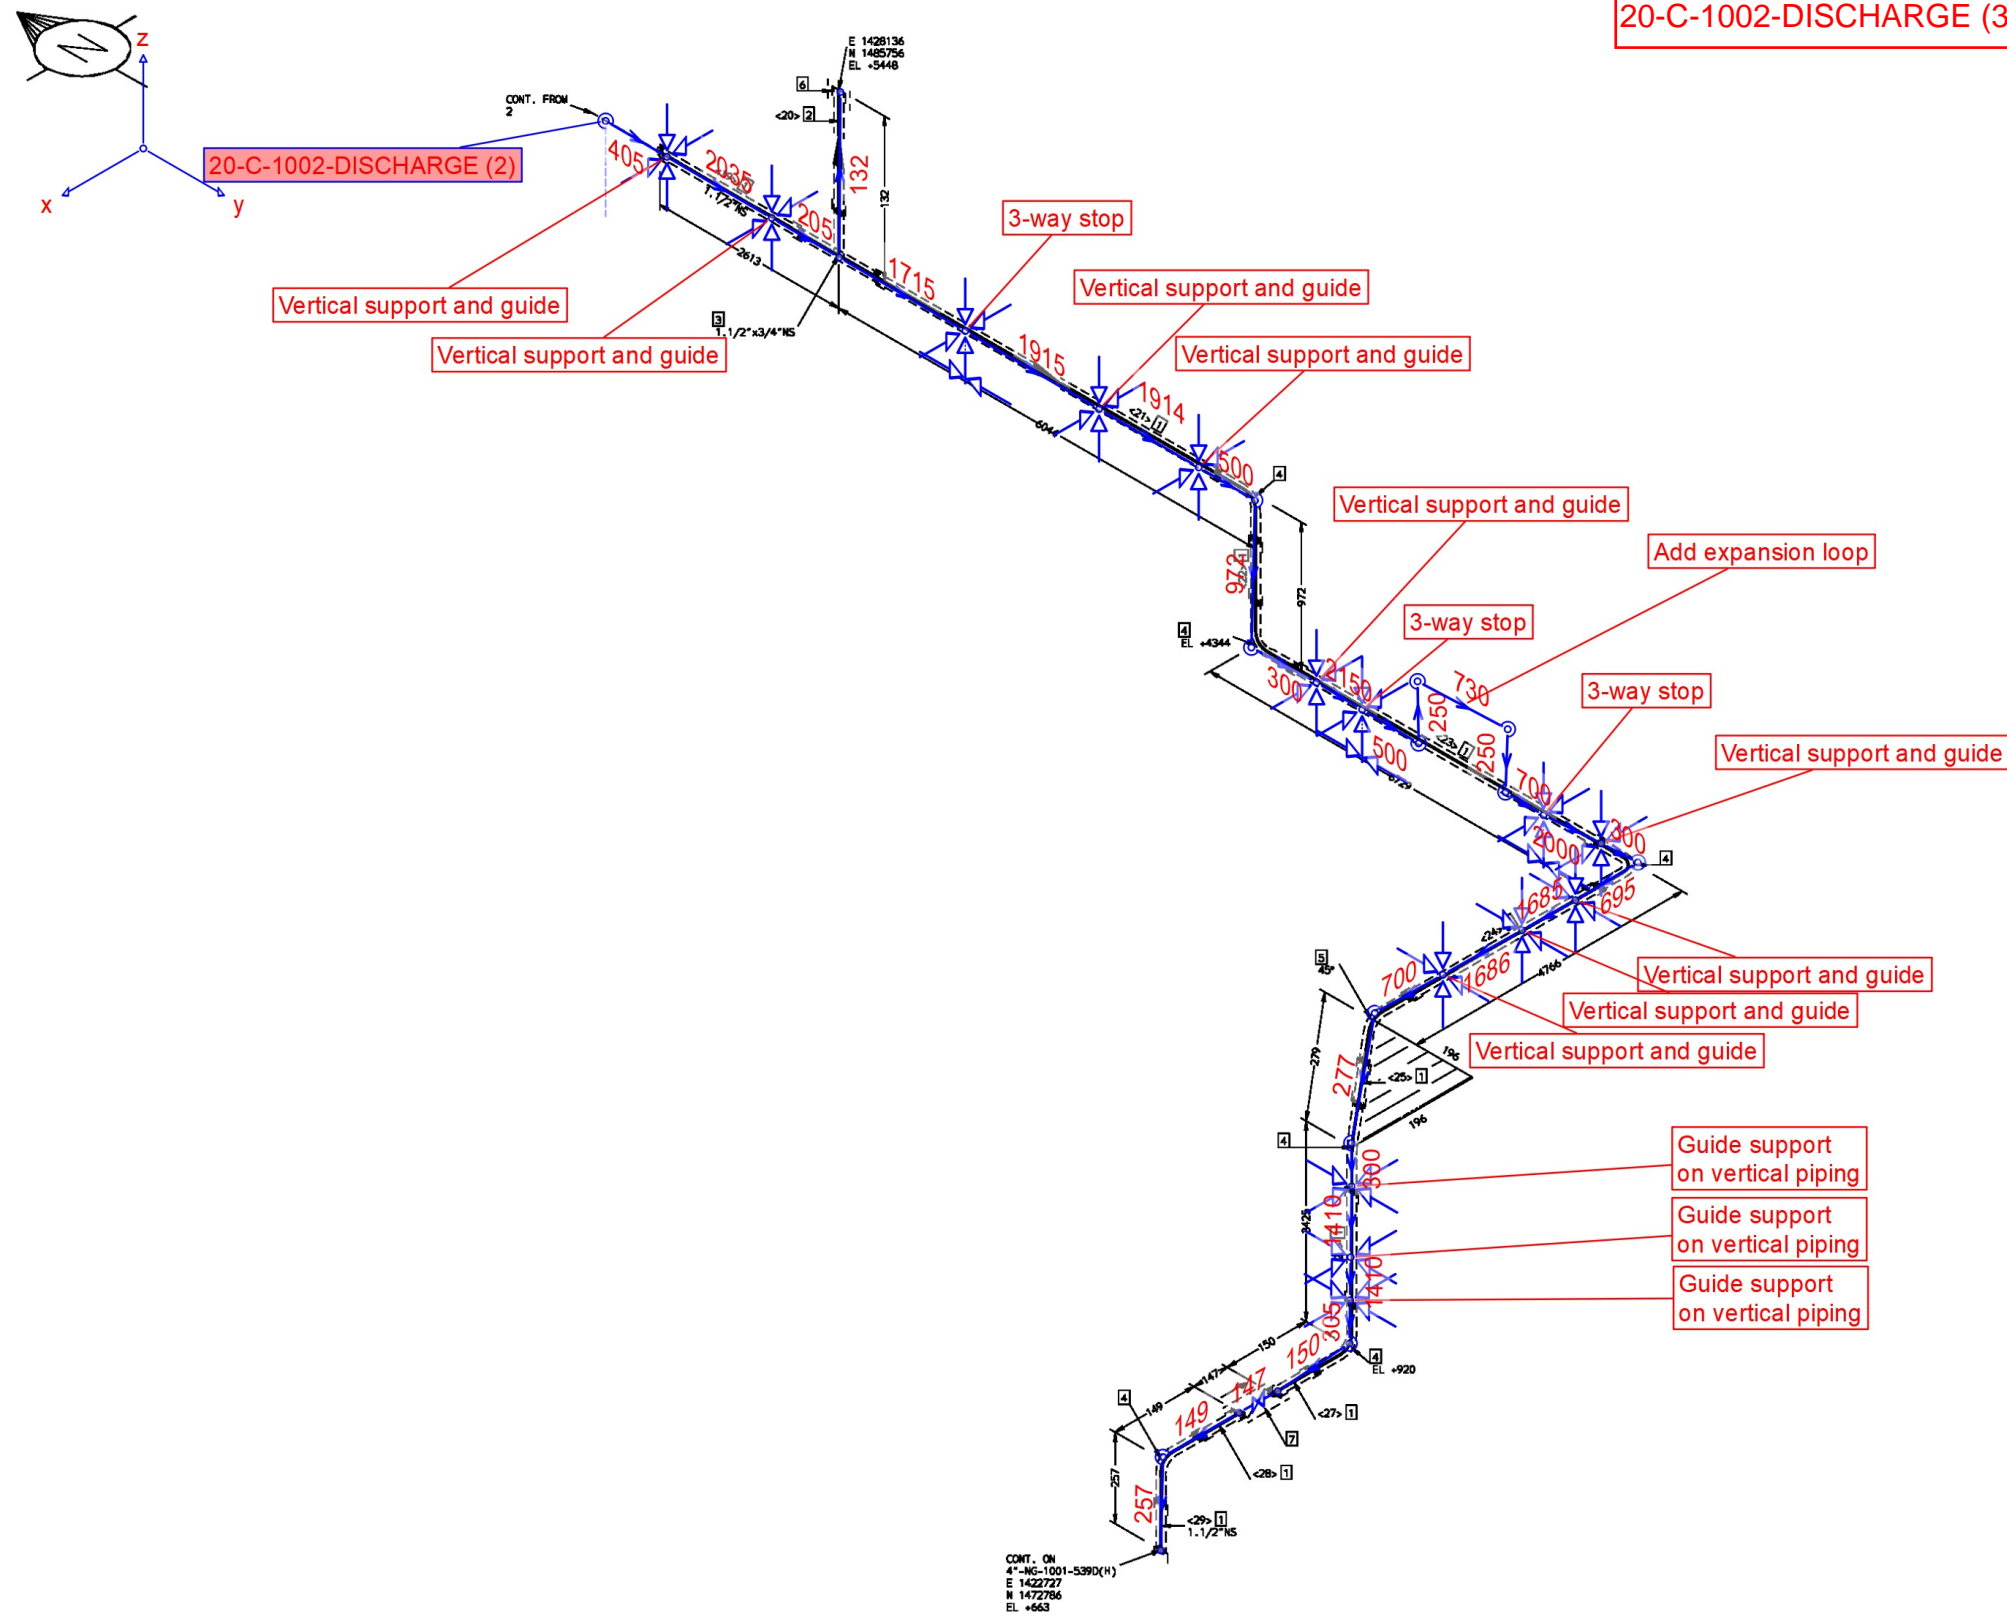 20-C-1002-DISCHARGE (3
N
z
x
y
E 1428136
N 1485756
EL +5448
6
CONT. FROM
2
<20> 2
20-C-1002-DISCHARGE (2)
405
2035
1.1/2"NS
132
132
205
2613
3-way stop
Vertical support and guide
1715
Vertical support and guide
3
1.1/2"x3/4"NS
Vertical support and guide
1915
Vertical support and guide
1914
<21> 1
6044
500
4
Vertical support and guide
Add expansion loop
972
1
972
4
EL +4344
3-way stop
300
2150
730
3-way stop
250
<23> 1
250
500
6729
700
Vertical support and guide
2000
300
4
1685
695
<24>
5
45°
700
1686
4766
Vertical support and guide
Vertical support and guide
Vertical support and guide
279
277
196
<25> 1
196
4
300
Guide support
on vertical piping
1410
3425
Guide support
on vertical piping
1410
Guide support
on vertical piping
305
150
150
4
EL +920
147
147
4
149
149
<27> 1
7
<28> 1
257
257
<29> 1
1.1/2"NS
CONT. ON
4"-NG-1001-539D(H)
E 1422727
N 1472786
EL +663